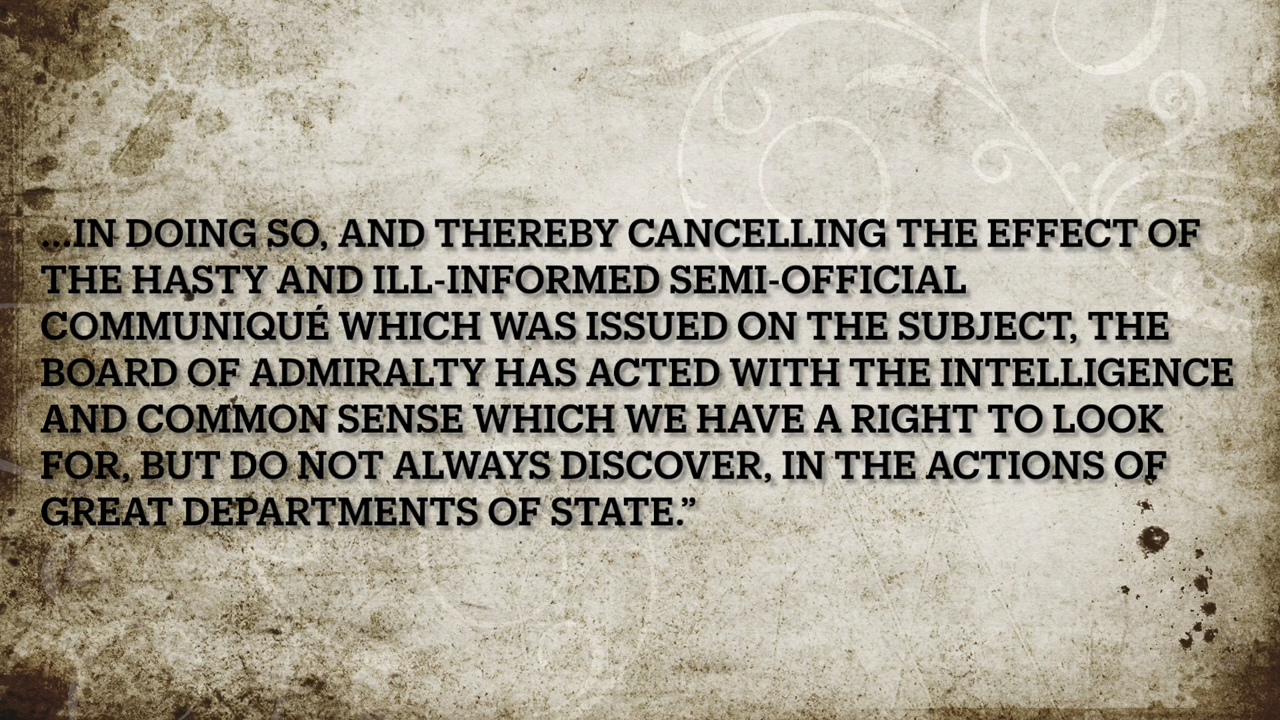 ...IN DOING SO, AND THEREBY CANCELLING THE EFFECT OF
THE HASTY AND ILL-INFORMED SEMI-OFFICIAL
COMMUNIQUÉ WHICH WAS ISSUED ON THE SUBJECT, THE
BOARD OF ADMIRALTY HAS ACTED WITH THE INTELLIGENCE
AND COMMON SENSE WHICH WE HAVE A RIGHT TO LOOK
FOR, BUT DO NOT ALWAYS DISCOVER, IN THE ACTIONS OF
GREAT DEPARTMENTS OF STATE.”